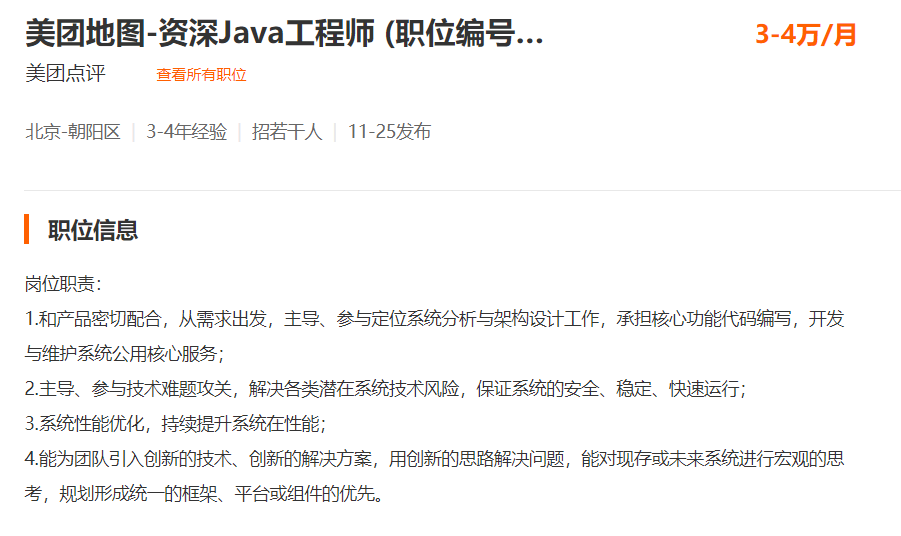 美团地图-资深Java工程师 (职位编号...
3-4万/月
美团点评 查看所有职位
北京-朝阳区 | 3-4年经验 | 招若干人 | 11-25发布
职位信息
岗位职责：
1.和产品密切配合，从需求出发，主导、参与定位系统分析与架构设计工作，承担核心功能代码编写，开发
与维护系统公用核心服务；
2.主导、参与技术难题攻关，解决各类潜在系统技术风险，保证系统的安全、稳定、快速运行；
3.系统性能优化，持续提升系统在性能；
4.能为团队引入创新的技术、创新的解决方案，用创新的思路解决问题，能对现存或未来系统进行宏观的思
考，规划形成统一的框架、平台或组件的优先。